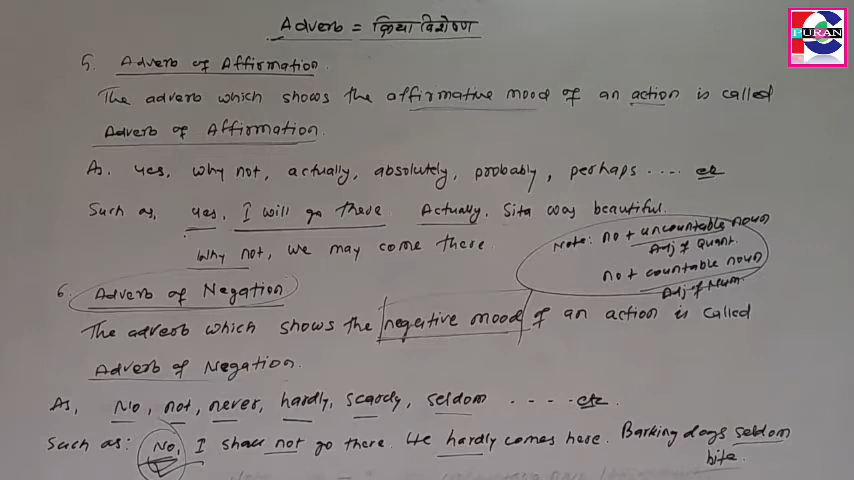 Adverb = क्रिया विशेषण
PURAN
5. Adverb of Affirmation.
The adverb which shows the affirmative mood of an action is called
Adverb of Affirmation.
As. yes, why not, actually, absolutely, probably, perhaps .... etc
Such as, yes, I will go there. Actually, Sita was beautiful.
Why not, we may come there.
Note: no + uncountable noun
Adj of Quant.
no + countable noun
Adj of Num.
6. Adverb of Negation
The adverb which shows the negative mood of an action is called
Adverb of Negation.
As, No, not, never, hardly, scarcly, seldom ..... etc.
Such as: No, I shall not go there. He hardly comes here. Barking dogs seldom
bite.